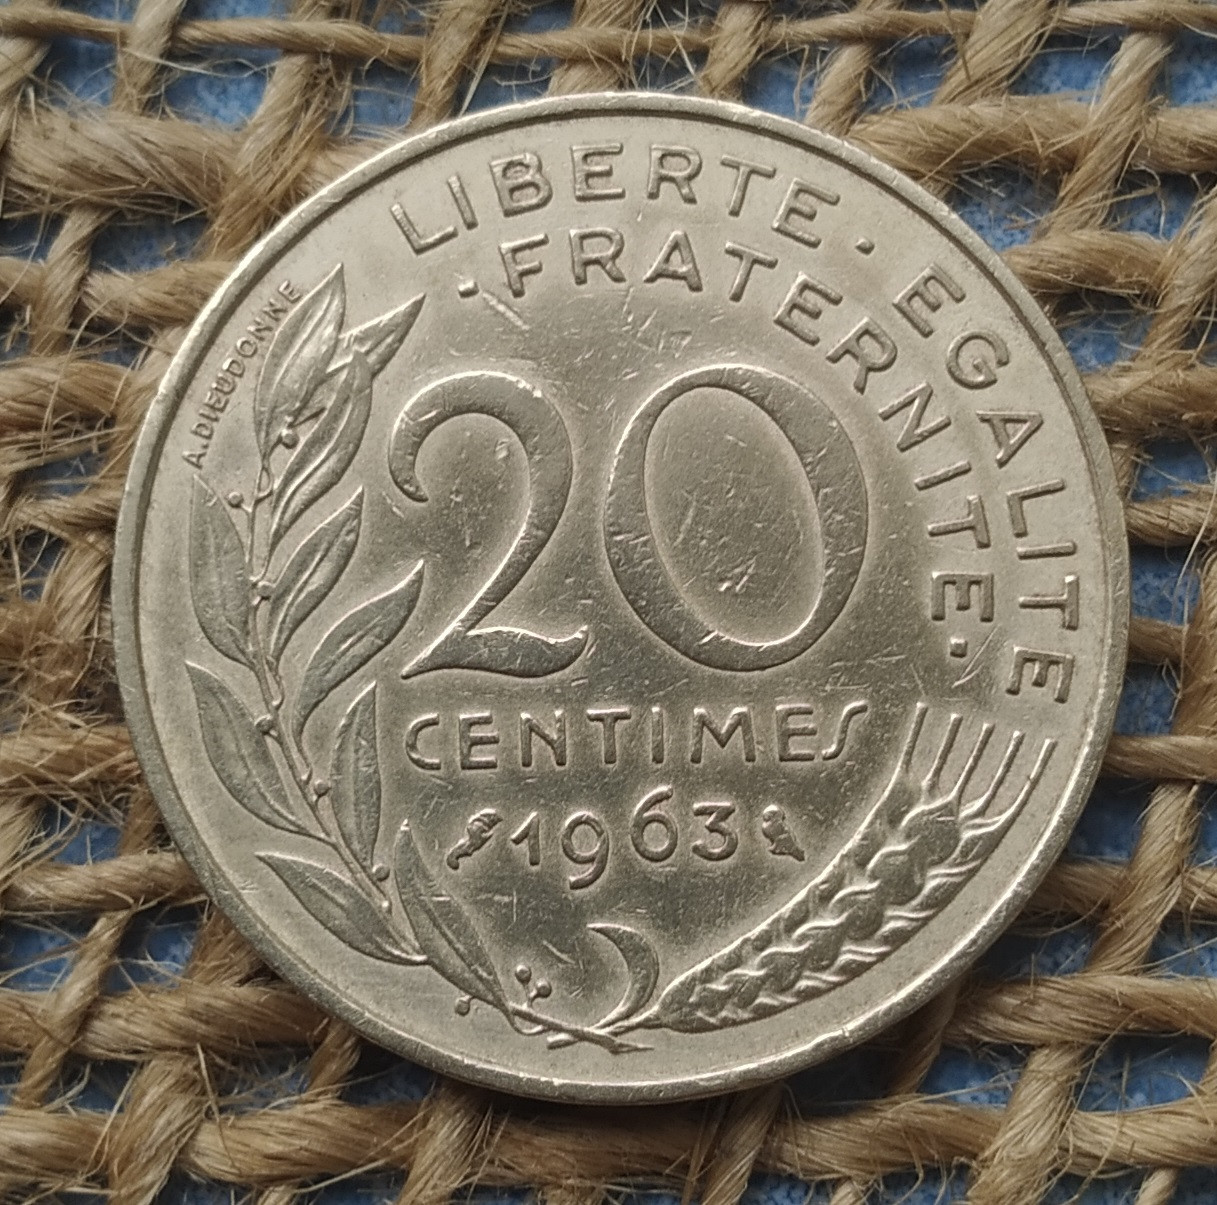 LIBERTE · EGALITE
· FRATERNITE ·
A.DIEUDONNE
20
CENTIMES
1963